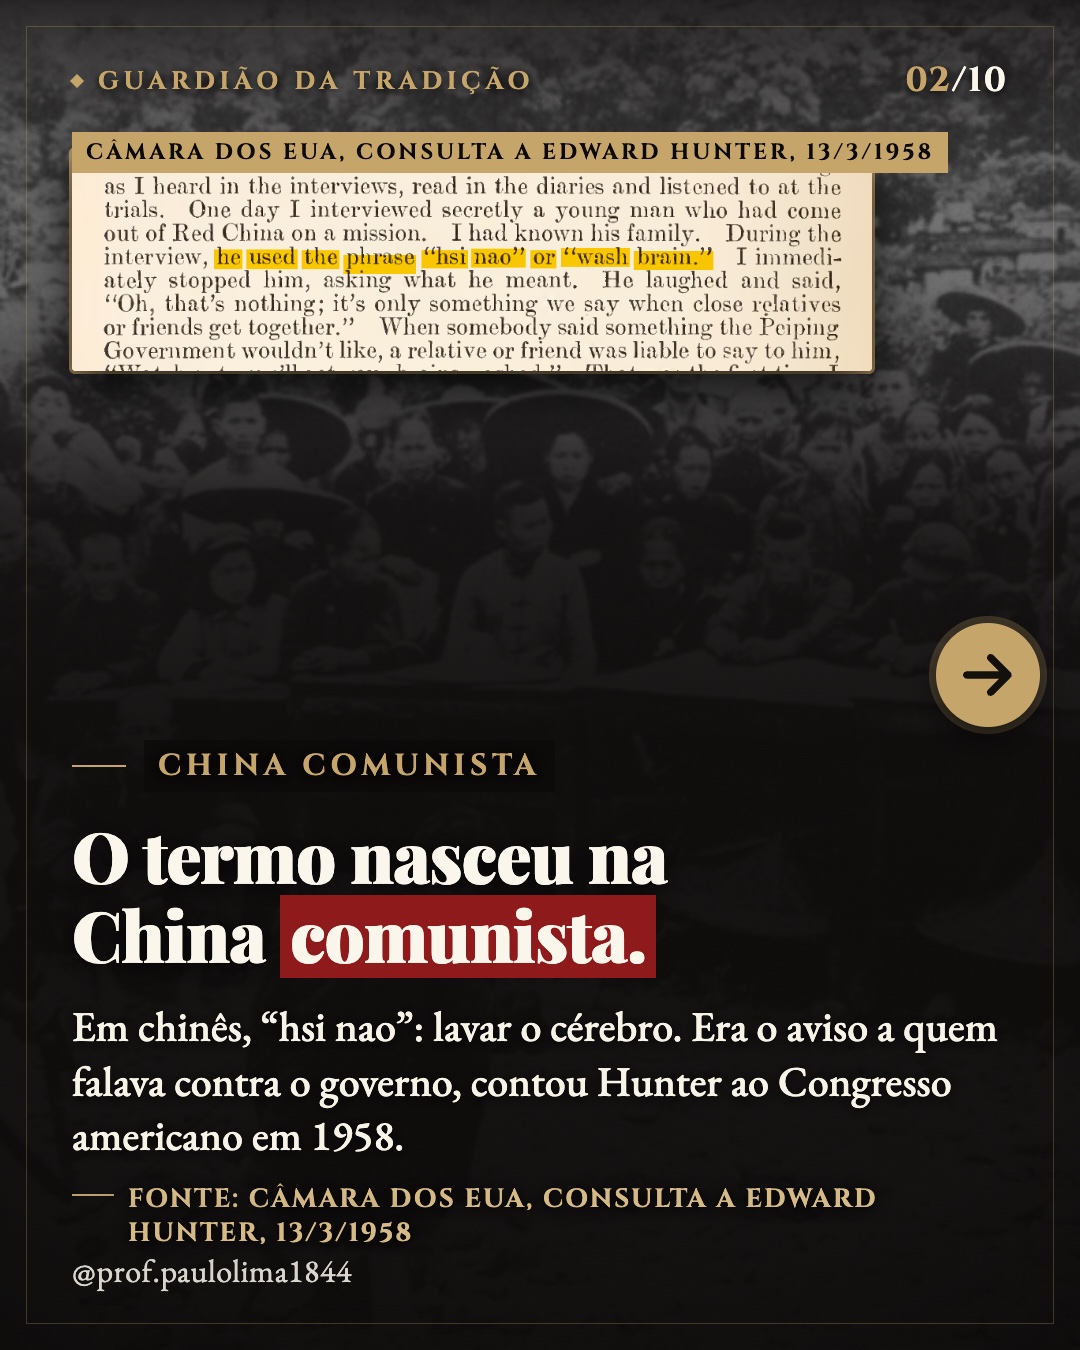 GUARDIÃO DA TRADIÇÃO
02/10
CÂMARA DOS EUA, CONSULTA A EDWARD HUNTER, 13/3/1958
as I heard in the interviews, read in the diaries and listened to at the
trials. One day I interviewed secretly a young man who had come
out of Red China on a mission. I had known his family. During the
interview, he used the phrase “hsi nao” or “wash brain.” I immedi-
ately stopped him, asking what he meant. He laughed and said,
“Oh, that’s nothing; it’s only something we say when close relatives
or friends get together.” When somebody said something the Peiping
Government wouldn’t like, a relative or friend was liable to say to him,
CHINA COMUNISTA
O termo nasceu na
China comunista.
Em chinês, “hsi nao”: lavar o cérebro. Era o aviso a quem
falava contra o governo, contou Hunter ao Congresso
americano em 1958.
FONTE: CÂMARA DOS EUA, CONSULTA A EDWARD
HUNTER, 13/3/1958
@prof.paulolima1844